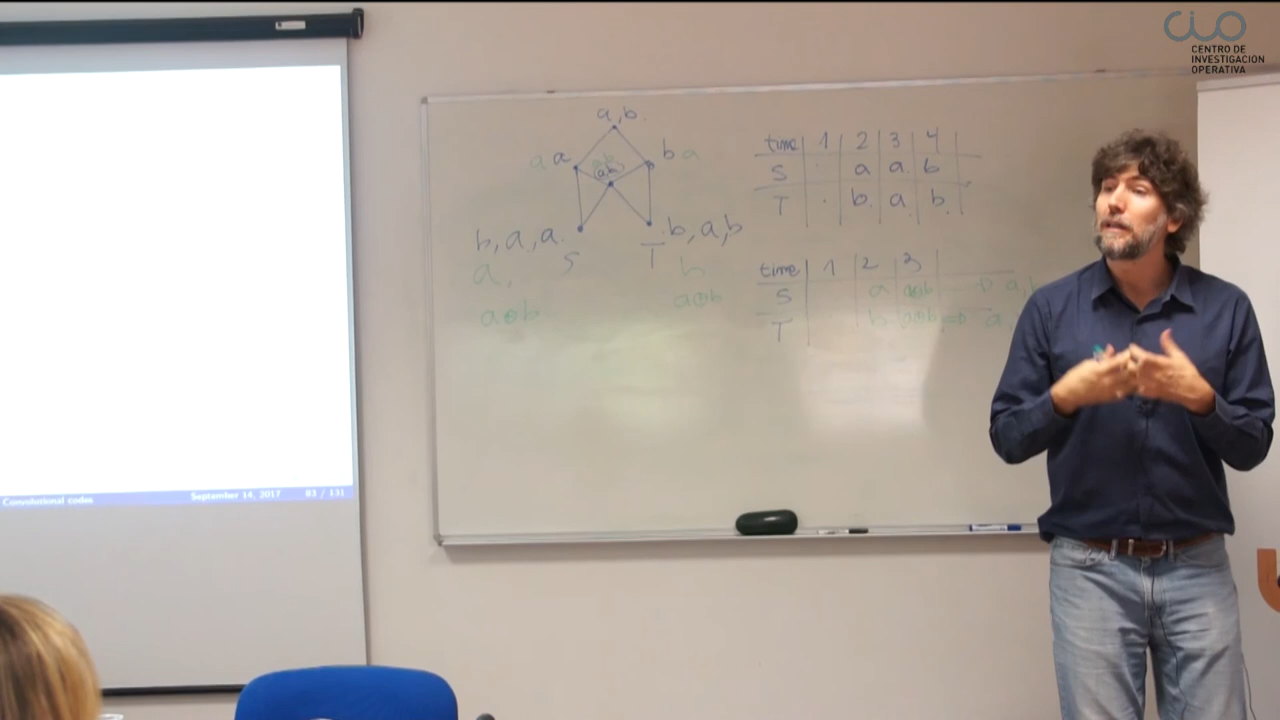 CIO
CENTRO DE
INVESTIGACIÓN
OPERATIVA
a,b
a a
b a
(a,b)
b, a, a.
S
T
b, a, b
a,
b
a⊕b
a⊕b
time 1 2 3 4
S . a a. b
T . b. a. b.
time 1 2 3
S a a⊕b
T b a⊕b
Convolutional codes September 14, 2017 83 / 131